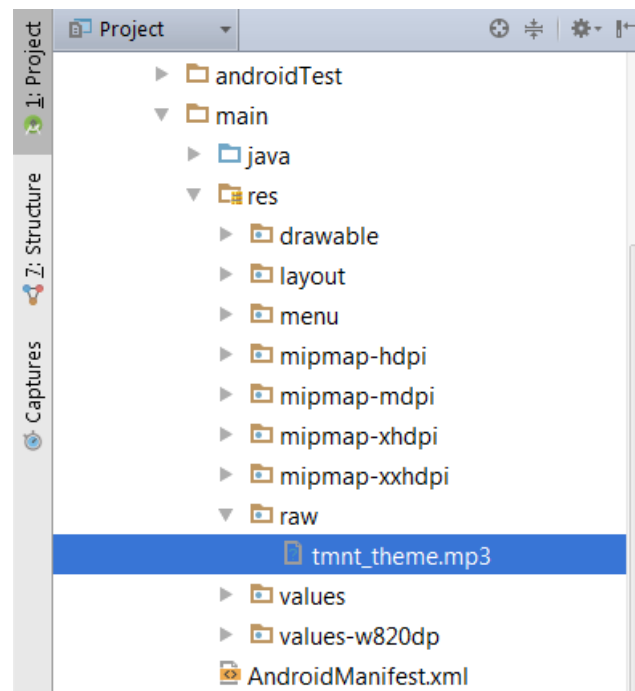 1: Project
7: Structure
Captures
Project
androidTest
main
java
res
drawable
layout
menu
mipmap-hdpi
mipmap-mdpi
mipmap-xhdpi
mipmap-xxhdpi
raw
tmnt_theme.mp3
values
values-w820dp
AndroidManifest.xml